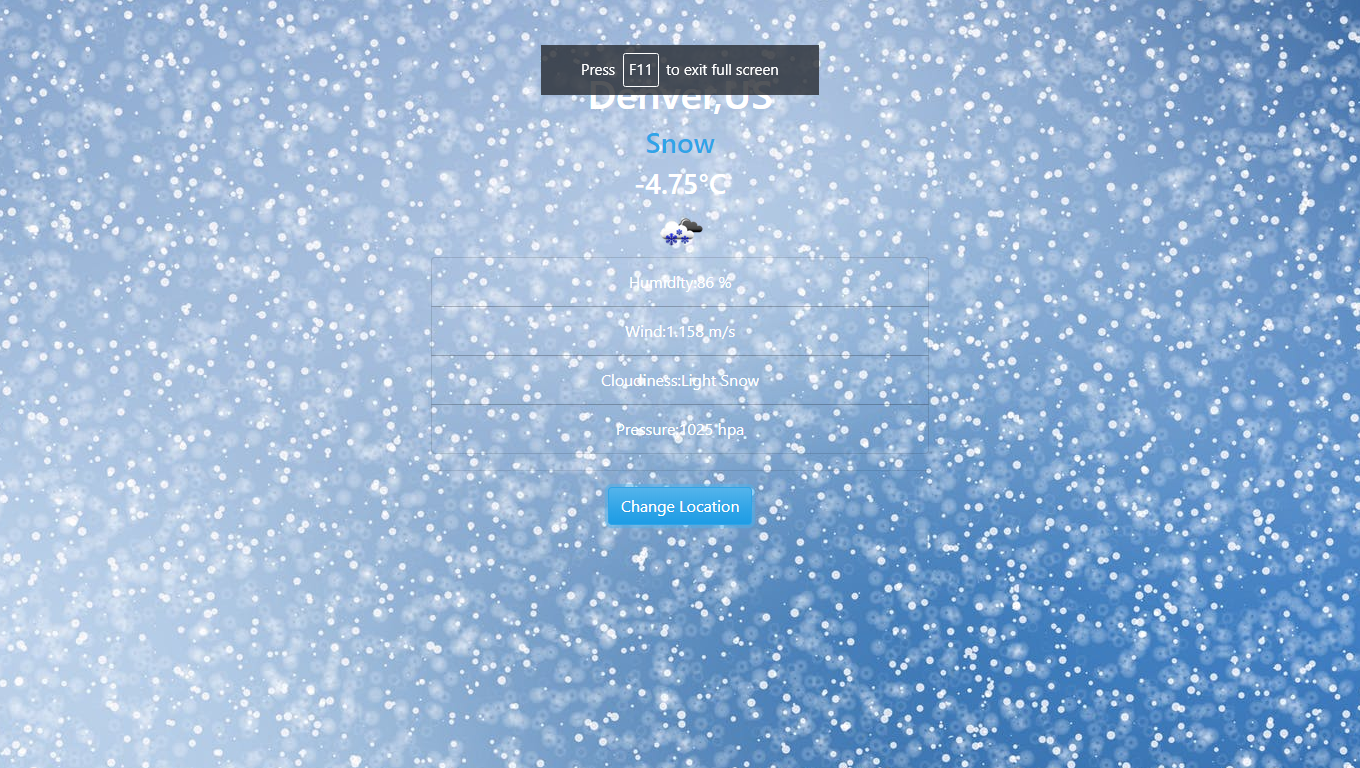 Press F11 to exit full screen
Denver,US
Snow
-4.75°C
Humidity:86 %
Wind:1.158 m/s
Cloudiness:Light Snow
Pressure:1025 hpa
Change Location